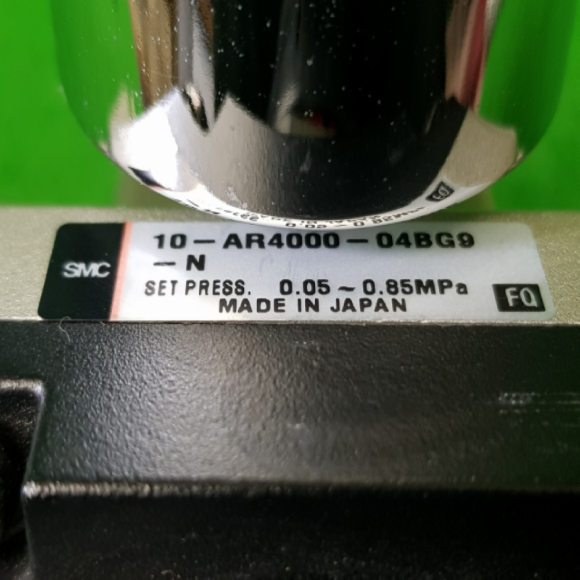 SMC
10-AR4000-04BG9
-N
SET PRESS. 0.05~0.85MPa
MADE IN JAPAN
FQ